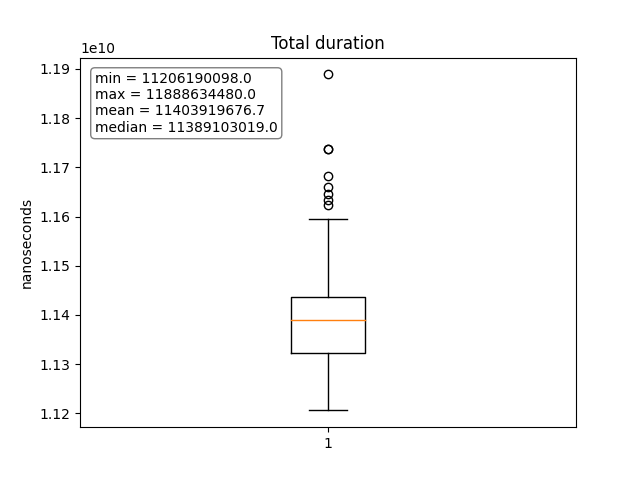 Total duration
1e10
min = 11206190098.0
max = 11888634480.0
mean = 11403919676.7
median = 11389103019.0
nanoseconds
1.19
1.18
1.17
1.16
1.15
1.14
1.13
1.12
1